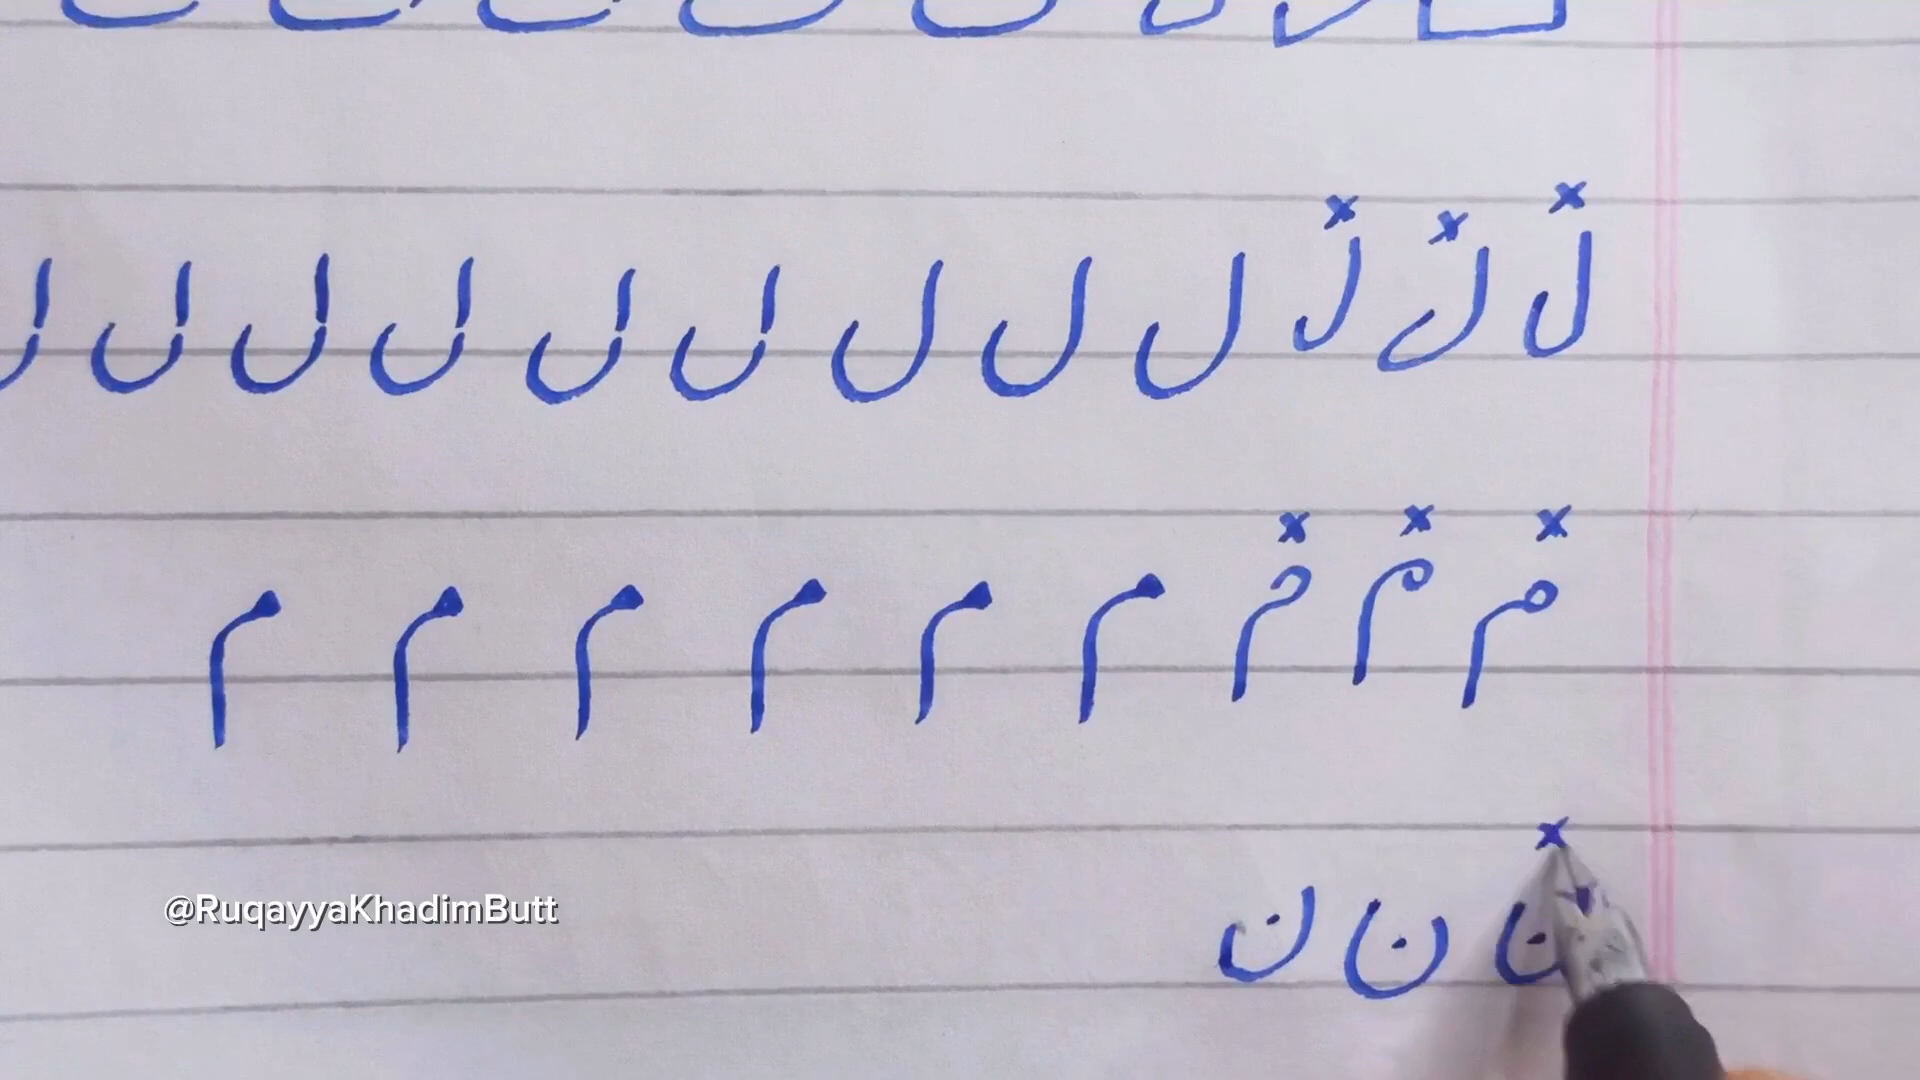 ل ل ل ل ل ل ل ل ل ل ل ل ل
م م م م م م م م م
ن ن ن
@RuqayyaKhadimButt